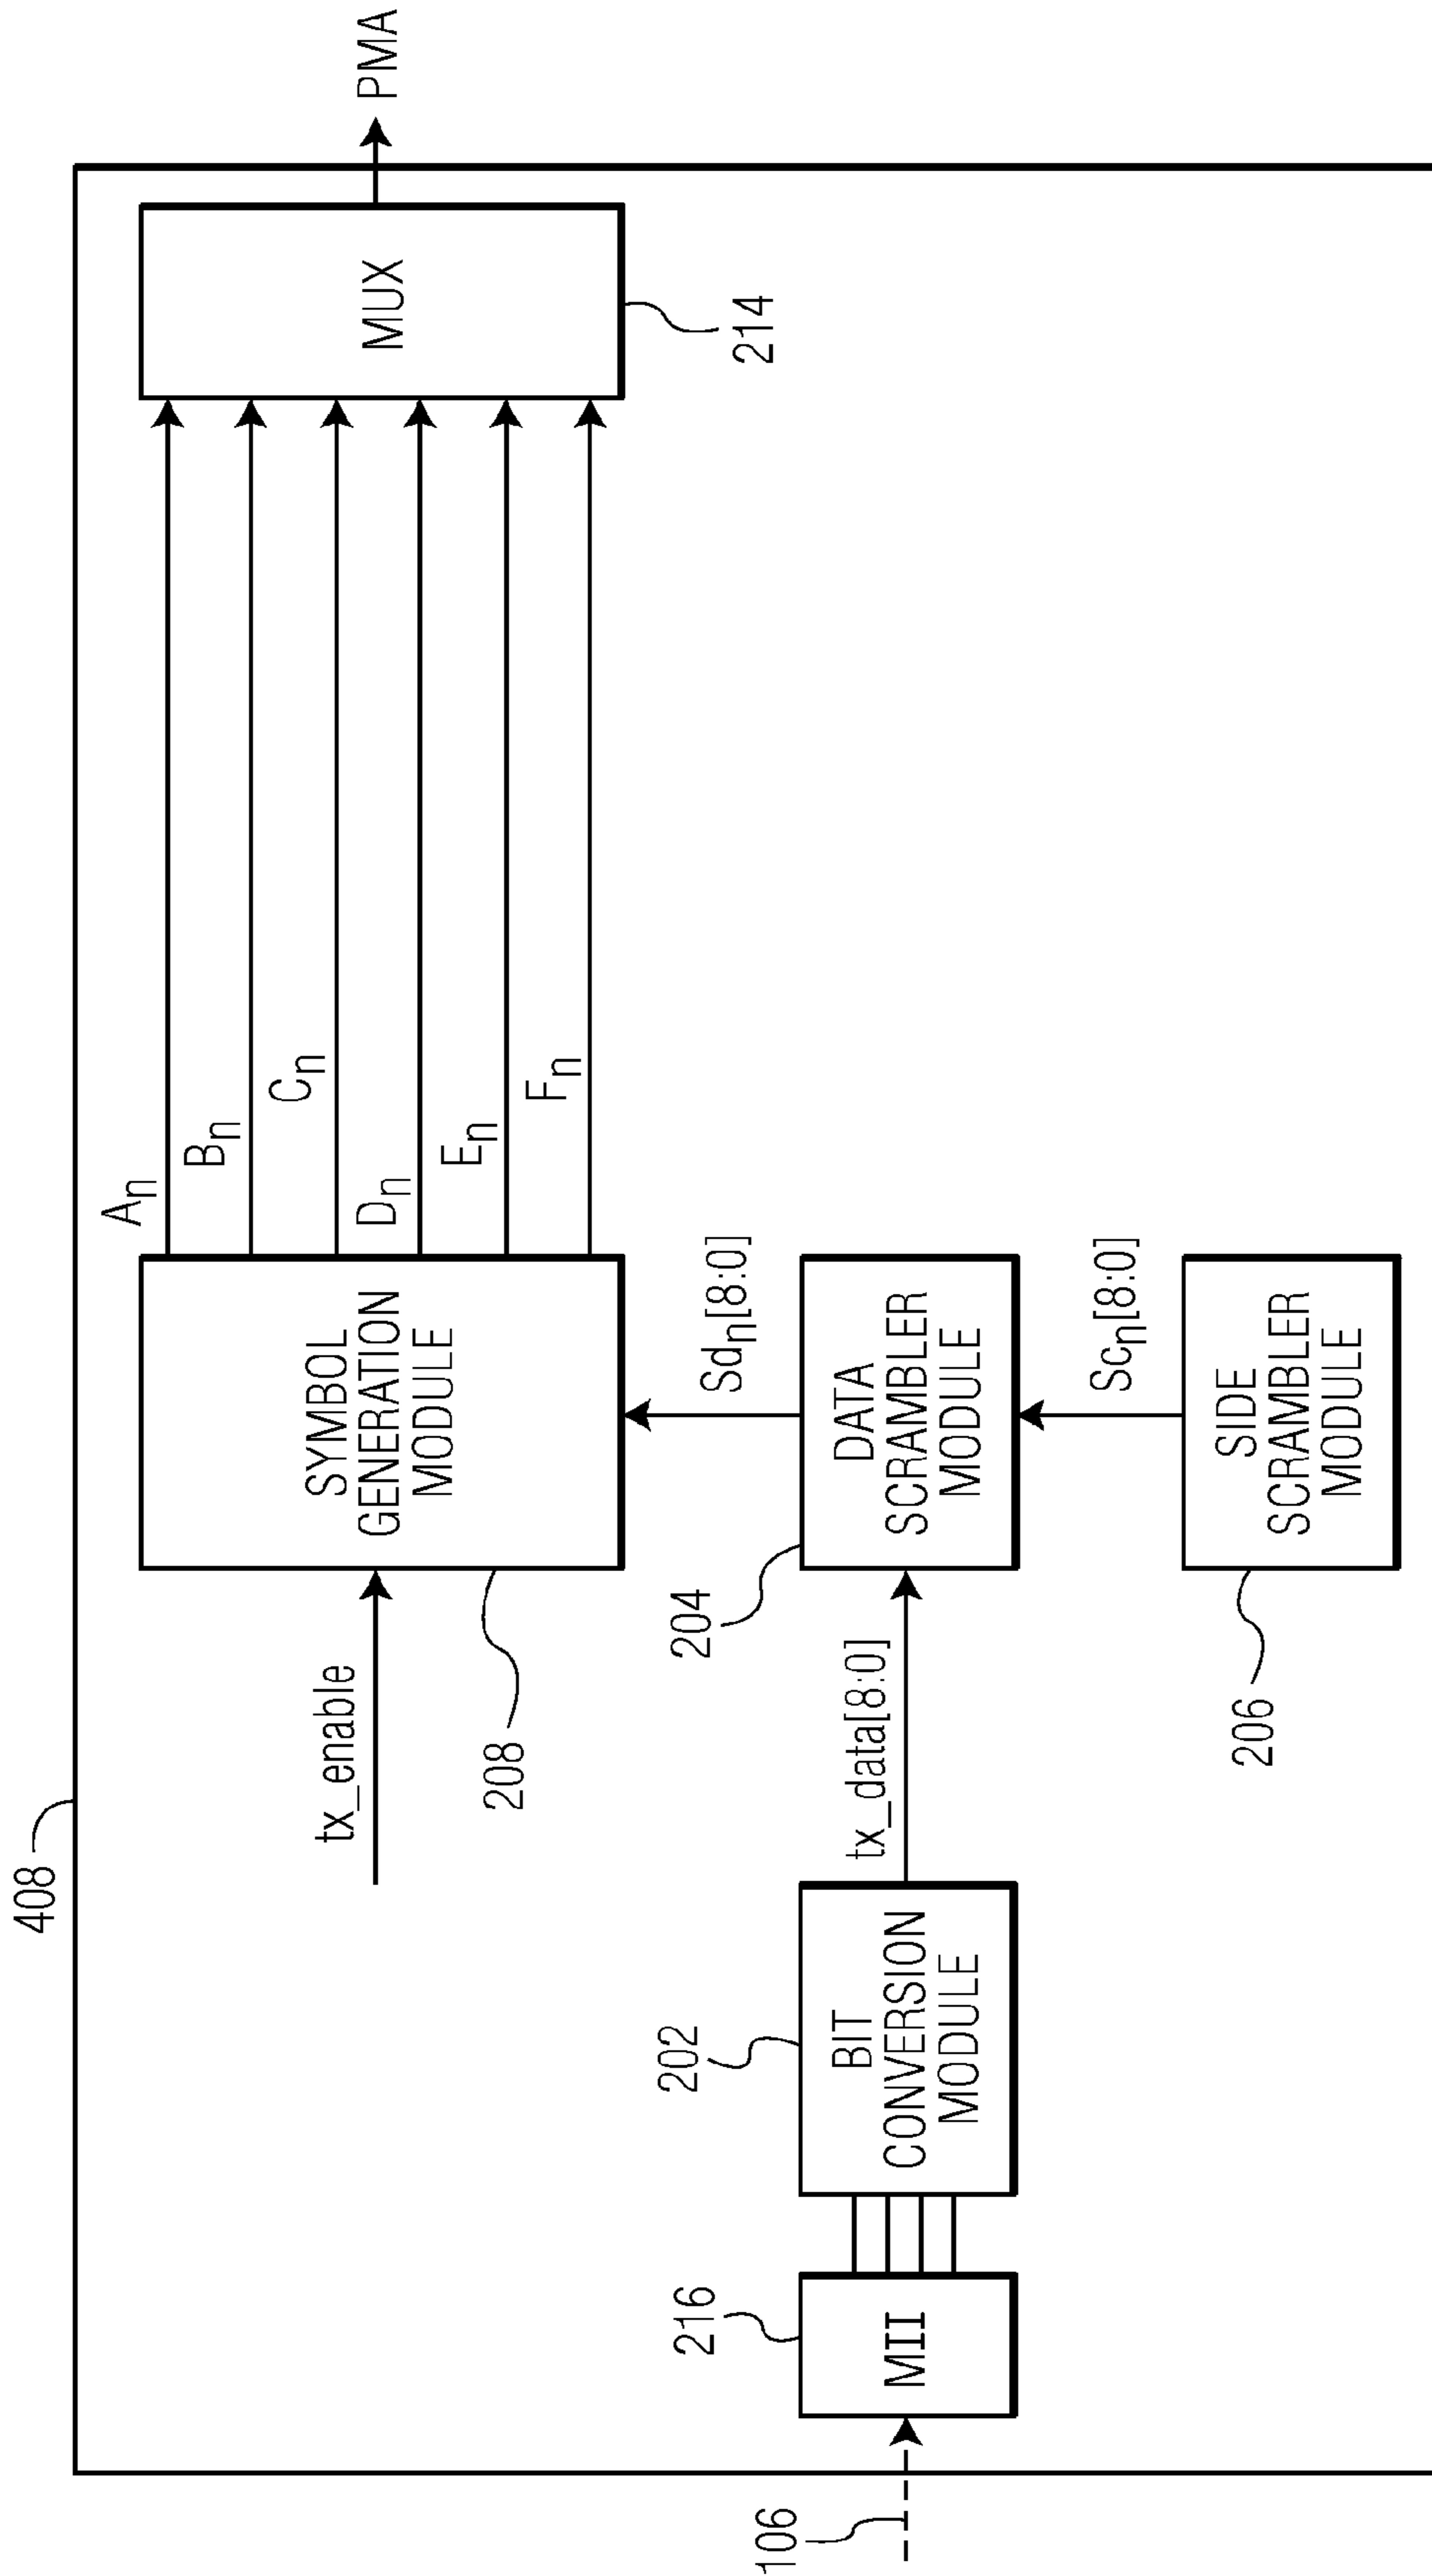 408
tx_enable
208
SYMBOL
GENERATION
MODULE
An
Bn
Cn
Dn
En
Fn
MUX
214
PMA
106
MII
216
202
BIT
CONVERSION
MODULE
tx_data[8:0]
204
DATA
SCRAMBLER
MODULE
Sdn[8:0]
206
SIDE
SCRAMBLER
MODULE
Scn[8:0]